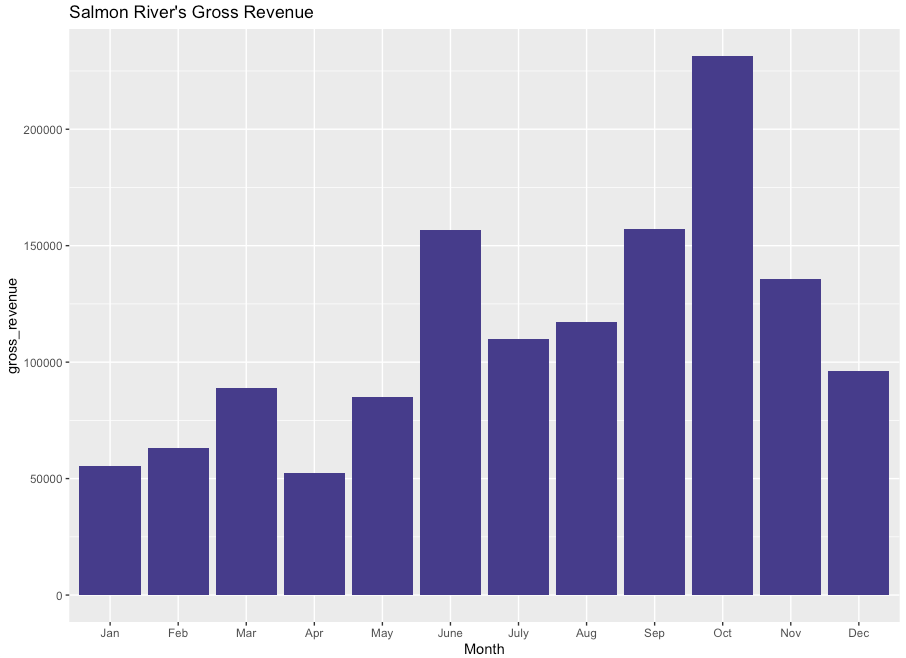 Salmon River's Gross Revenue
gross_revenue
200000
150000
100000
50000
0
Jan Feb Mar Apr May June July Aug Sep Oct Nov Dec
Month